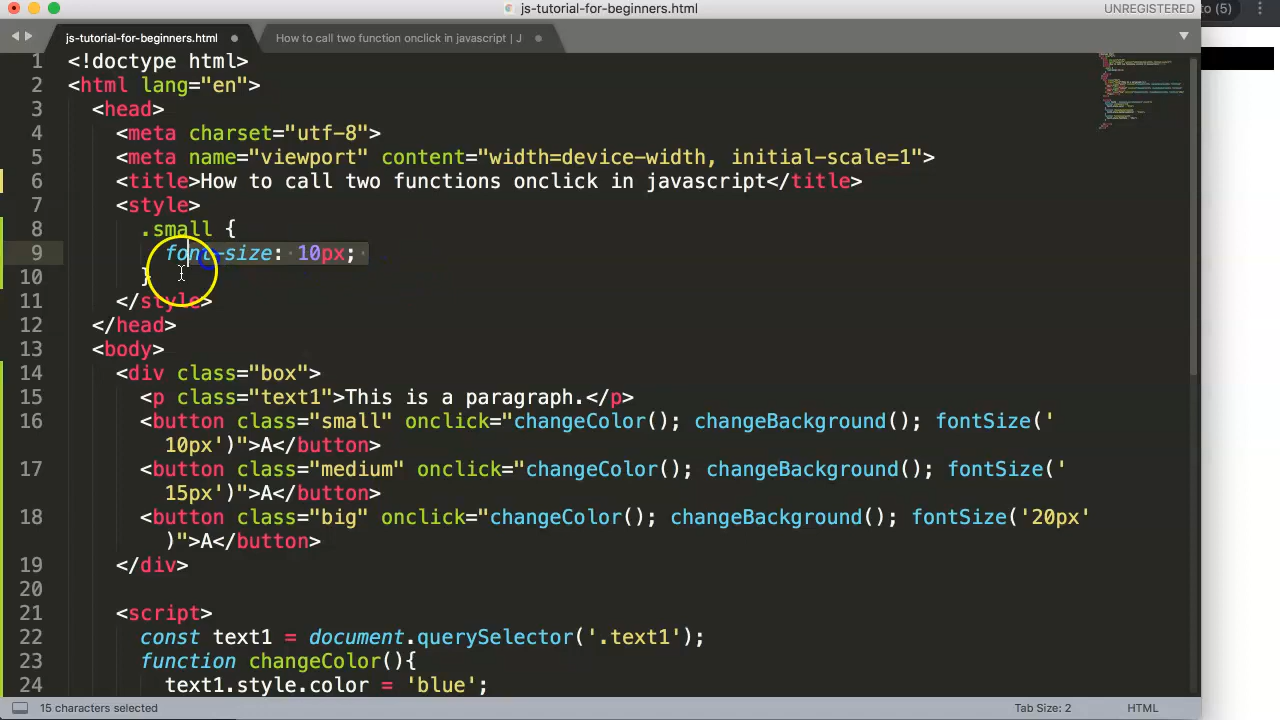 js-tutorial-for-beginners.html
UNREGISTERED
to (5)
js-tutorial-for-beginners.html
How to call two function onclick in javascript | J
1 <!doctype html>
2 <html lang="en">
3 <head>
4 <meta charset="utf-8">
5 <meta name="viewport" content="width=device-width, initial-scale=1">
6 <title>How to call two functions onclick in javascript</title>
7 <style>
8 .small {
9 font-size: 10px;
10 }
11 </style>
12 </head>
13 <body>
14 <div class="box">
15 <p class="text1">This is a paragraph.</p>
16 <button class="small" onclick="changeColor(); changeBackground(); fontSize('
10px')">A</button>
17 <button class="medium" onclick="changeColor(); changeBackground(); fontSize('
15px')">A</button>
18 <button class="big" onclick="changeColor(); changeBackground(); fontSize('20px'
)">A</button>
19 </div>
20
21 <script>
22 const text1 = document.querySelector('.text1');
23 function changeColor(){
24 text1.style.color = 'blue';
15 characters selected
Tab Size: 2
HTML